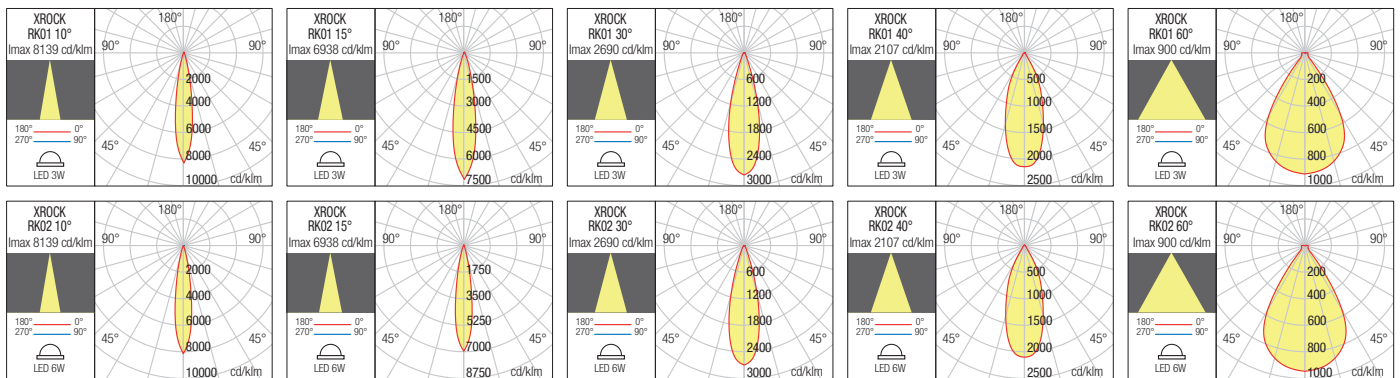 XROCK
RK01 10°
Imax 8139 cd/klm
180° 0°
270° 90°
LED 3W
180°
90° 90°
2000
4000
6000
8000
45° 45°
10000 cd/klm
XROCK
RK01 15°
Imax 6938 cd/klm
180° 0°
270° 90°
LED 3W
180°
90° 90°
1500
3000
4500
6000
45° 45°
7500 cd/klm
XROCK
RK01 30°
Imax 2690 cd/klm
180° 0°
270° 90°
LED 3W
180°
90° 90°
600
1200
1800
2400
45° 45°
3000 cd/klm
XROCK
RK01 40°
Imax 2107 cd/klm
180° 0°
270° 90°
LED 3W
180°
90° 90°
500
1000
1500
2000
45° 45°
2500 cd/klm
XROCK
RK01 60°
Imax 900 cd/klm
180° 0°
270° 90°
LED 3W
180°
90° 90°
200
400
600
800
45° 45°
1000 cd/klm
XROCK
RK02 10°
Imax 8139 cd/klm
180° 0°
270° 90°
LED 6W
180°
90° 90°
2000
4000
6000
8000
45° 45°
10000 cd/klm
XROCK
RK02 15°
Imax 6938 cd/klm
180° 0°
270° 90°
LED 6W
180°
90° 90°
1750
3500
5250
7000
45° 45°
8750 cd/klm
XROCK
RK02 30°
Imax 2690 cd/klm
180° 0°
270° 90°
LED 6W
180°
90° 90°
600
1200
1800
2400
45° 45°
3000 cd/klm
XROCK
RK02 40°
Imax 2107 cd/klm
180° 0°
270° 90°
LED 6W
180°
90° 90°
500
1000
1500
2000
45° 45°
2500 cd/klm
XROCK
RK02 60°
Imax 900 cd/klm
180° 0°
270° 90°
LED 6W
180°
90° 90°
200
400
600
800
45° 45°
1000 cd/klm